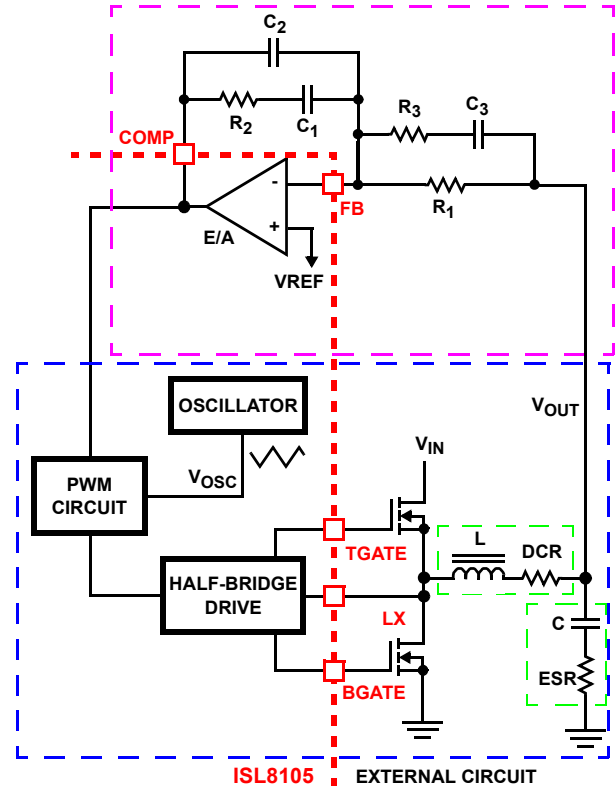 C2
R2
C1
R3
C3
COMP
-
+
E/A
FB
R1
VREF
OSCILLATOR
VOUT
PWM
CIRCUIT
VOSC
VIN
TGATE
L
DCR
HALF-BRIDGE
DRIVE
LX
C
BGATE
ESR
ISL8105
EXTERNAL CIRCUIT